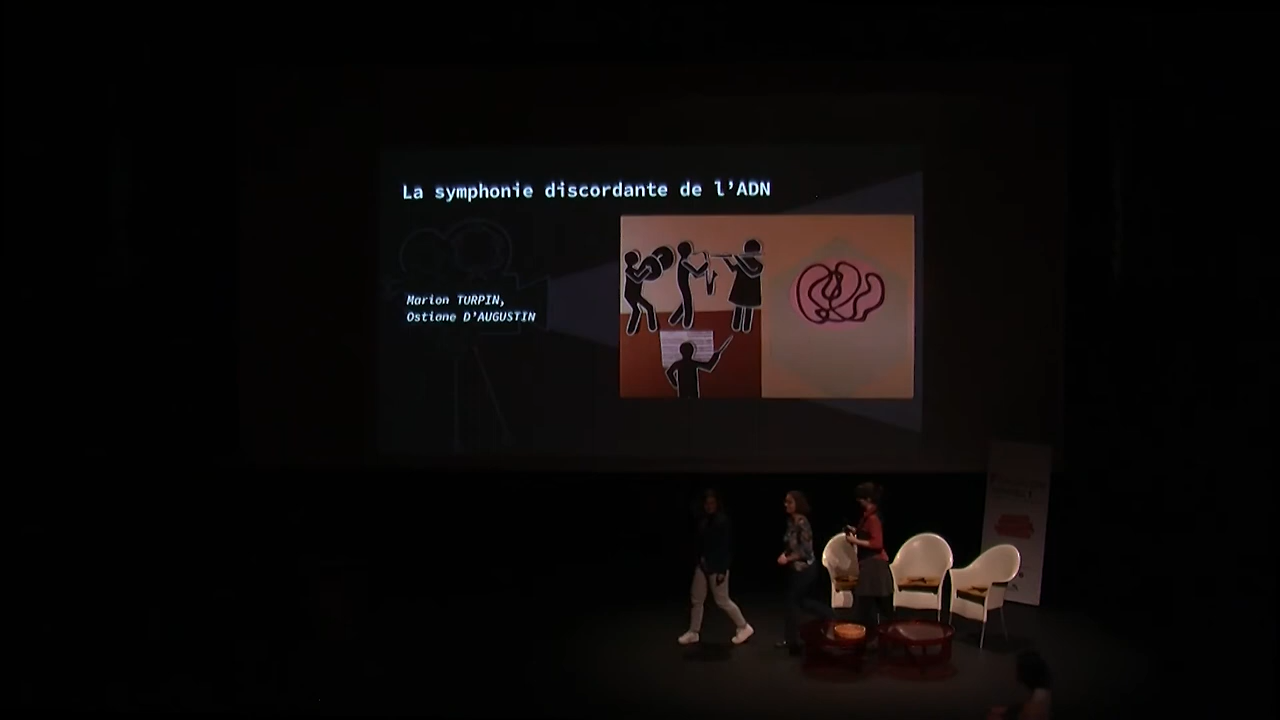 La symphonie discordante de l'ADN
Marion TURPIN,
Ostiane D'AUGUSTIN